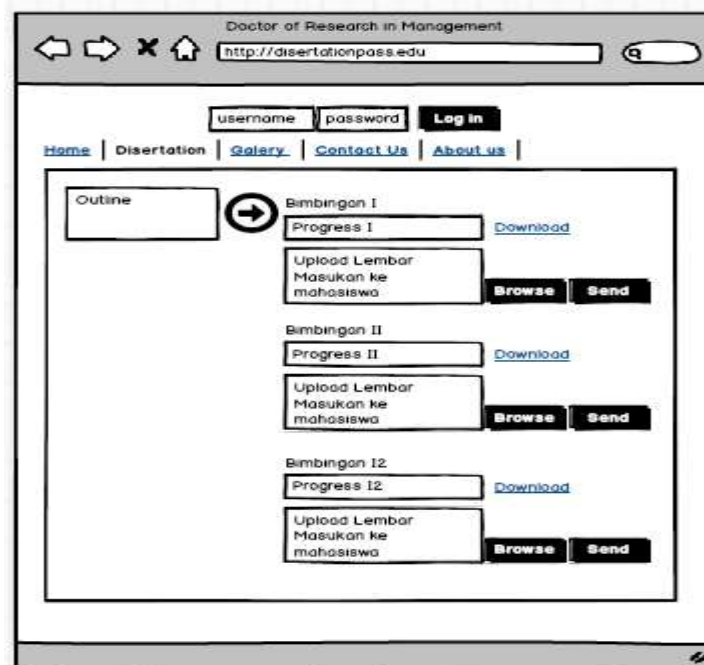 Doctor of Research in Management
http://disertationpass.edu
username password Log in
Home | Disertation | Galery | Contact Us | About us |
Outline
Bimbingan I
Progress I Download
Upload Lembar
Masukan ke
mahasiswa
Browse Send
Bimbingan II
Progress II Download
Upload Lembar
Masukan ke
mahasiswa
Browse Send
Bimbingan I2
Progress I2 Download
Upload Lembar
Masukan ke
mahasiswa
Browse Send